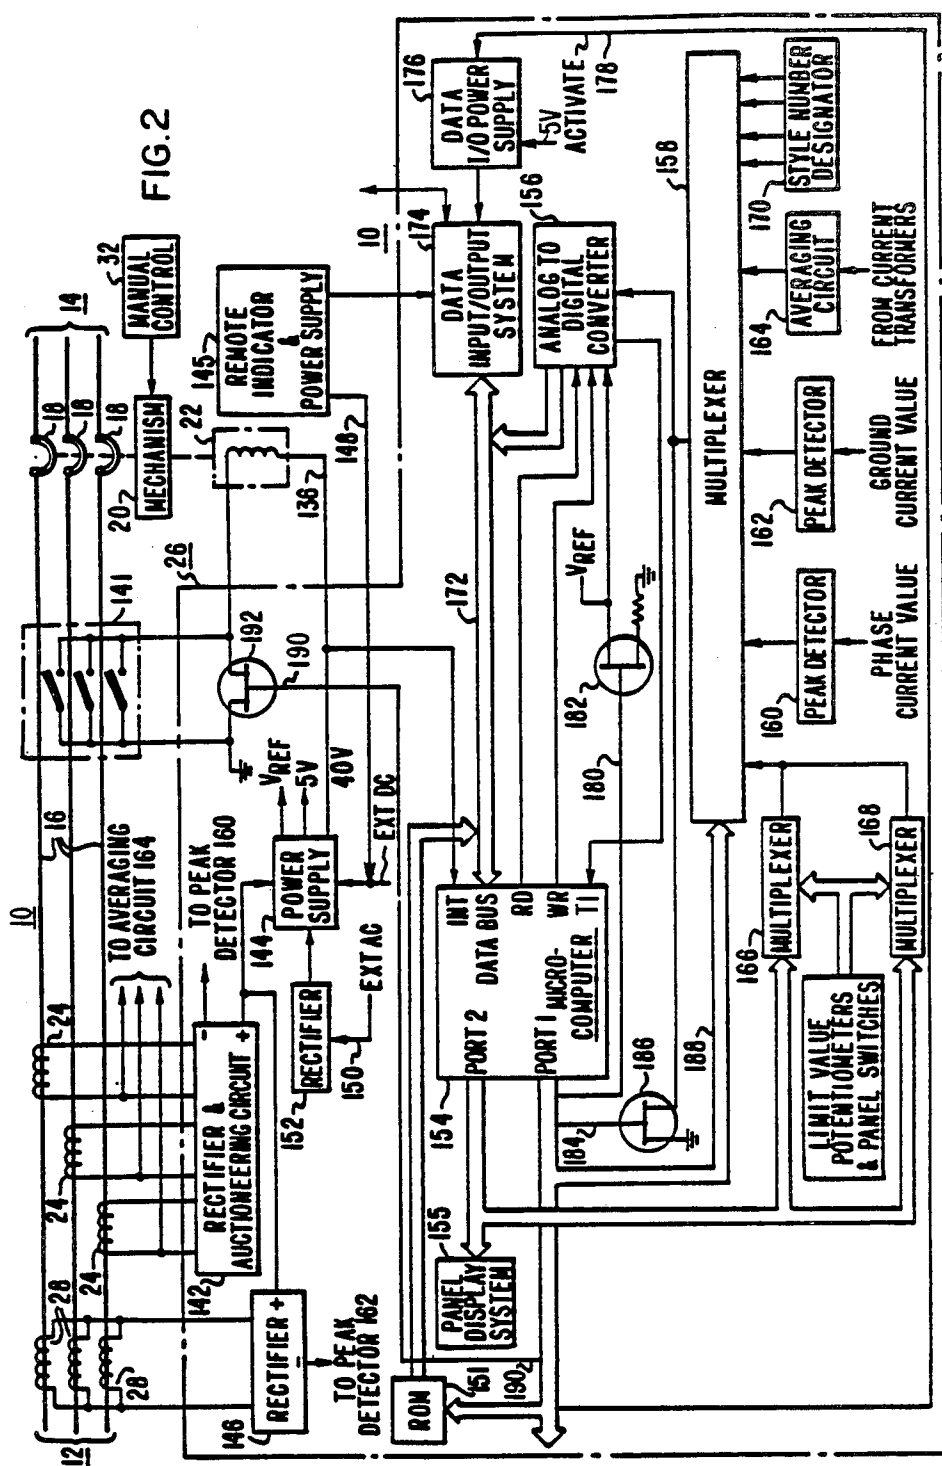 FIG.2
10
12
14
16
18
18
18
MANUAL
CONTROL
32
20
MECHANISM
22
24
24
24
28
28
141
26
136
148
145
REMOTE
INDICATOR
&
POWER SUPPLY
192
190
TO AVERAGING
CIRCUIT 164
TO PEAK
DETECTOR 160
142
RECTIFIER &
AUCTIONEERING CIRCUIT
-
+
144
POWER
SUPPLY
VREF
5V
40V
EXT DC
EXT AC
150
152
RECTIFIER
146
RECTIFIER
+
-
TO PEAK
DETECTOR 162
10
174
DATA
INPUT/OUTPUT
SYSTEM
176
DATA
I/O POWER
SUPPLY
5V
ACTIVATE
178
156
ANALOG TO
DIGITAL
CONVERTER
172
VREF
182
180
154
INT
DATA BUS
RD
WR
T1
PORT 2
PORT 1
MICRO-
COMPUTER
184
186
188
155
PANEL
DISPLAY
SYSTEM
151
ROM
190
158
MULTIPLEXER
166
MULTIPLEXER
168
MULTIPLEXER
LIMIT VALUE
POTENTIOMETERS
& PANEL SWITCHES
160
PEAK DETECTOR
PHASE
CURRENT VALUE
162
PEAK DETECTOR
GROUND
CURRENT VALUE
164
AVERAGING
CIRCUIT
FROM CURRENT
TRANSFORMERS
170
STYLE NUMBER
DESIGNATOR